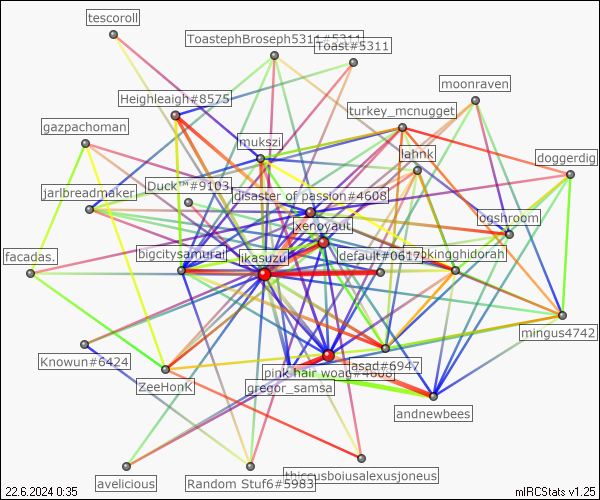 tescoroll
ToastephBroseph5311#5311
Toast#5311
moonraven
Heighleigh#8575
turkey_mcnugget
gazpachoman
mukszi
lahnk
doggerdig
Duck™#9103
jarlbreadmaker
disaster of passion#4608
ogshroom
xenoyaut
facadas.
bigcitysamurai
ikasuzu
default#0617
kingghidorah
mingus4742
Knowun#6424
asad#6947
pink hair woag#4608
ZeeHonK
gregor_samsa
andnewbees
thiccusboiusalexusjoneus
avelicious
Random Stuf6#5983
22.6.2024 0:35
mIRCStats v1.25